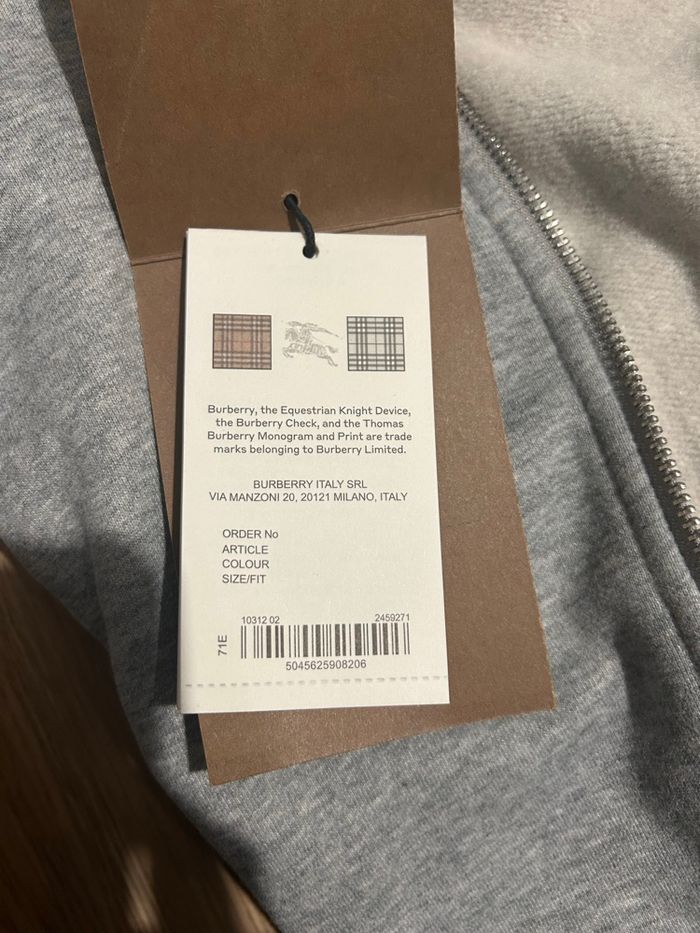 Burberry, the Equestrian Knight Device,
the Burberry Check, and the Thomas
Burberry Monogram and Print are trade
marks belonging to Burberry Limited.
BURBERRY ITALY SRL
VIA MANZONI 20, 20121 MILANO, ITALY
ORDER No
ARTICLE
COLOUR
SIZE/FIT
10312 02 2459271
71E
5045625908206